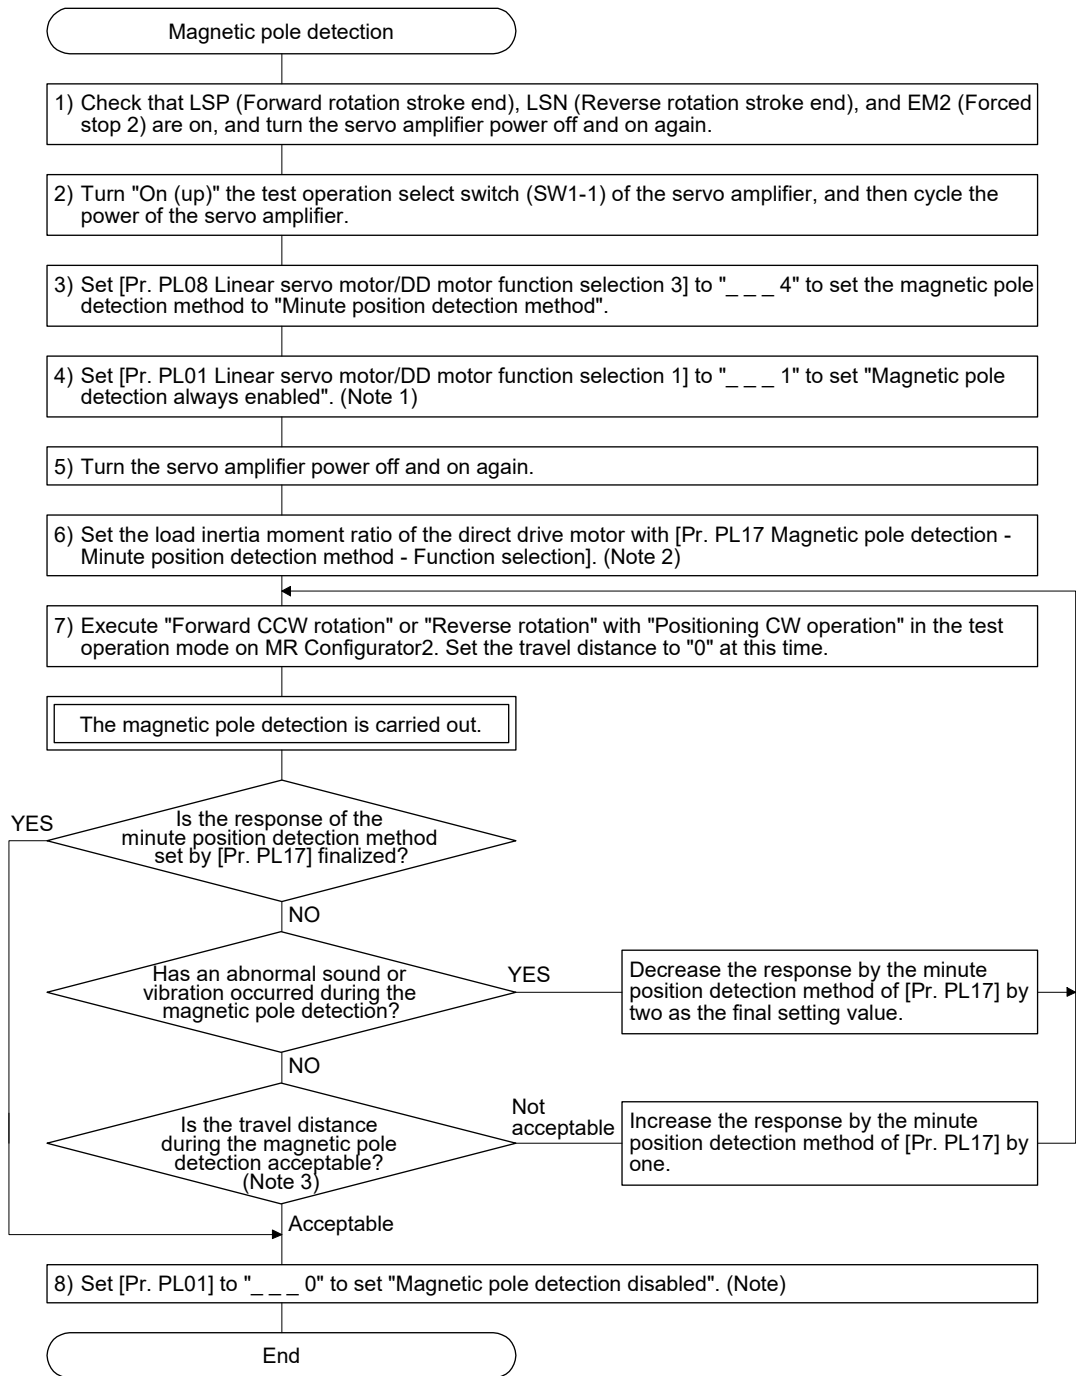 Magnetic pole detection
1) Check that LSP (Forward rotation stroke end), LSN (Reverse rotation stroke end), and EM2 (Forced
stop 2) are on, and turn the servo amplifier power off and on again.
2) Turn "On (up)" the test operation select switch (SW1-1) of the servo amplifier, and then cycle the
power of the servo amplifier.
3) Set [Pr. PL08 Linear servo motor/DD motor function selection 3] to "_ _ _ 4" to set the magnetic pole
detection method to "Minute position detection method".
4) Set [Pr. PL01 Linear servo motor/DD motor function selection 1] to "_ _ _ 1" to set "Magnetic pole
detection always enabled". (Note 1)
5) Turn the servo amplifier power off and on again.
6) Set the load inertia moment ratio of the direct drive motor with [Pr. PL17 Magnetic pole detection -
Minute position detection method - Function selection]. (Note 2)
7) Execute "Forward CCW rotation" or "Reverse rotation" with "Positioning CW operation" in the test
operation mode on MR Configurator2. Set the travel distance to "0" at this time.
The magnetic pole detection is carried out.
YES
Is the response of the
minute position detection method
set by [Pr. PL17] finalized?
NO
Has an abnormal sound or
vibration occurred during the
magnetic pole detection?
YES
Decrease the response by the minute
position detection method of [Pr. PL17] by
two as the final setting value.
NO
Is the travel distance
during the magnetic pole
detection acceptable?
(Note 3)
Not
acceptable
Increase the response by the minute
position detection method of [Pr. PL17] by
one.
Acceptable
8) Set [Pr. PL01] to "_ _ _ 0" to set "Magnetic pole detection disabled". (Note)
End